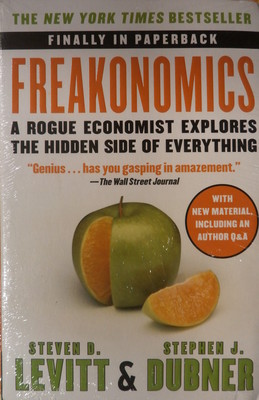 THE NEW YORK TIMES BESTSELLER
FINALLY IN PAPERBACK
FREAKONOMICS
A ROGUE ECONOMIST EXPLORES
THE HIDDEN SIDE OF EVERYTHING
“Genius . . . has you gasping in amazement.”
—The Wall Street Journal
WITH
NEW MATERIAL,
INCLUDING AN
AUTHOR Q&A
STEVEN D.
LEVITT
&
STEPHEN J.
DUBNER